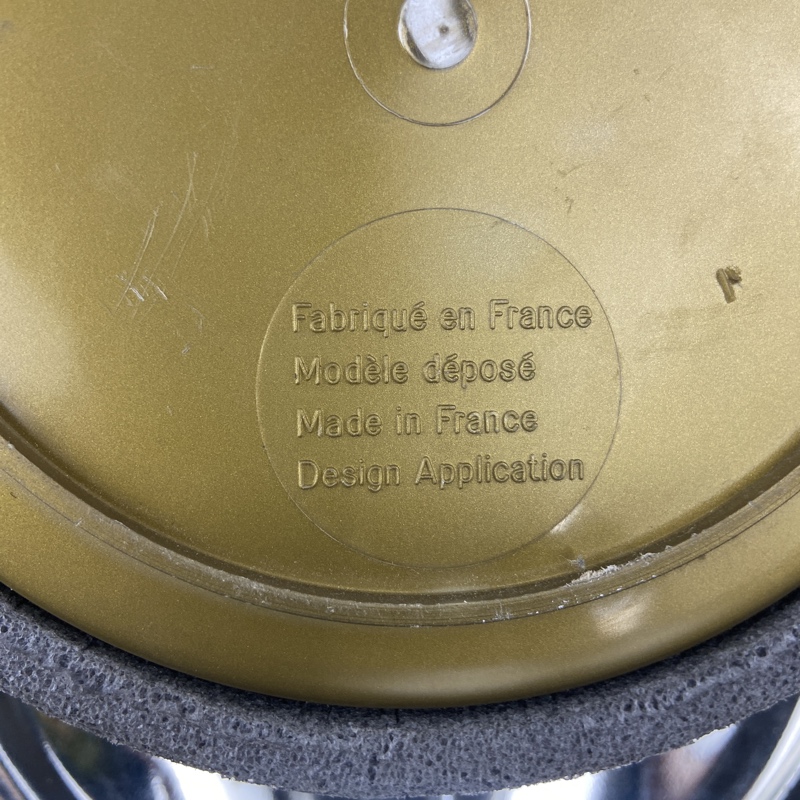 Fabriqué en France
Modèle déposé
Made in France
Design Application